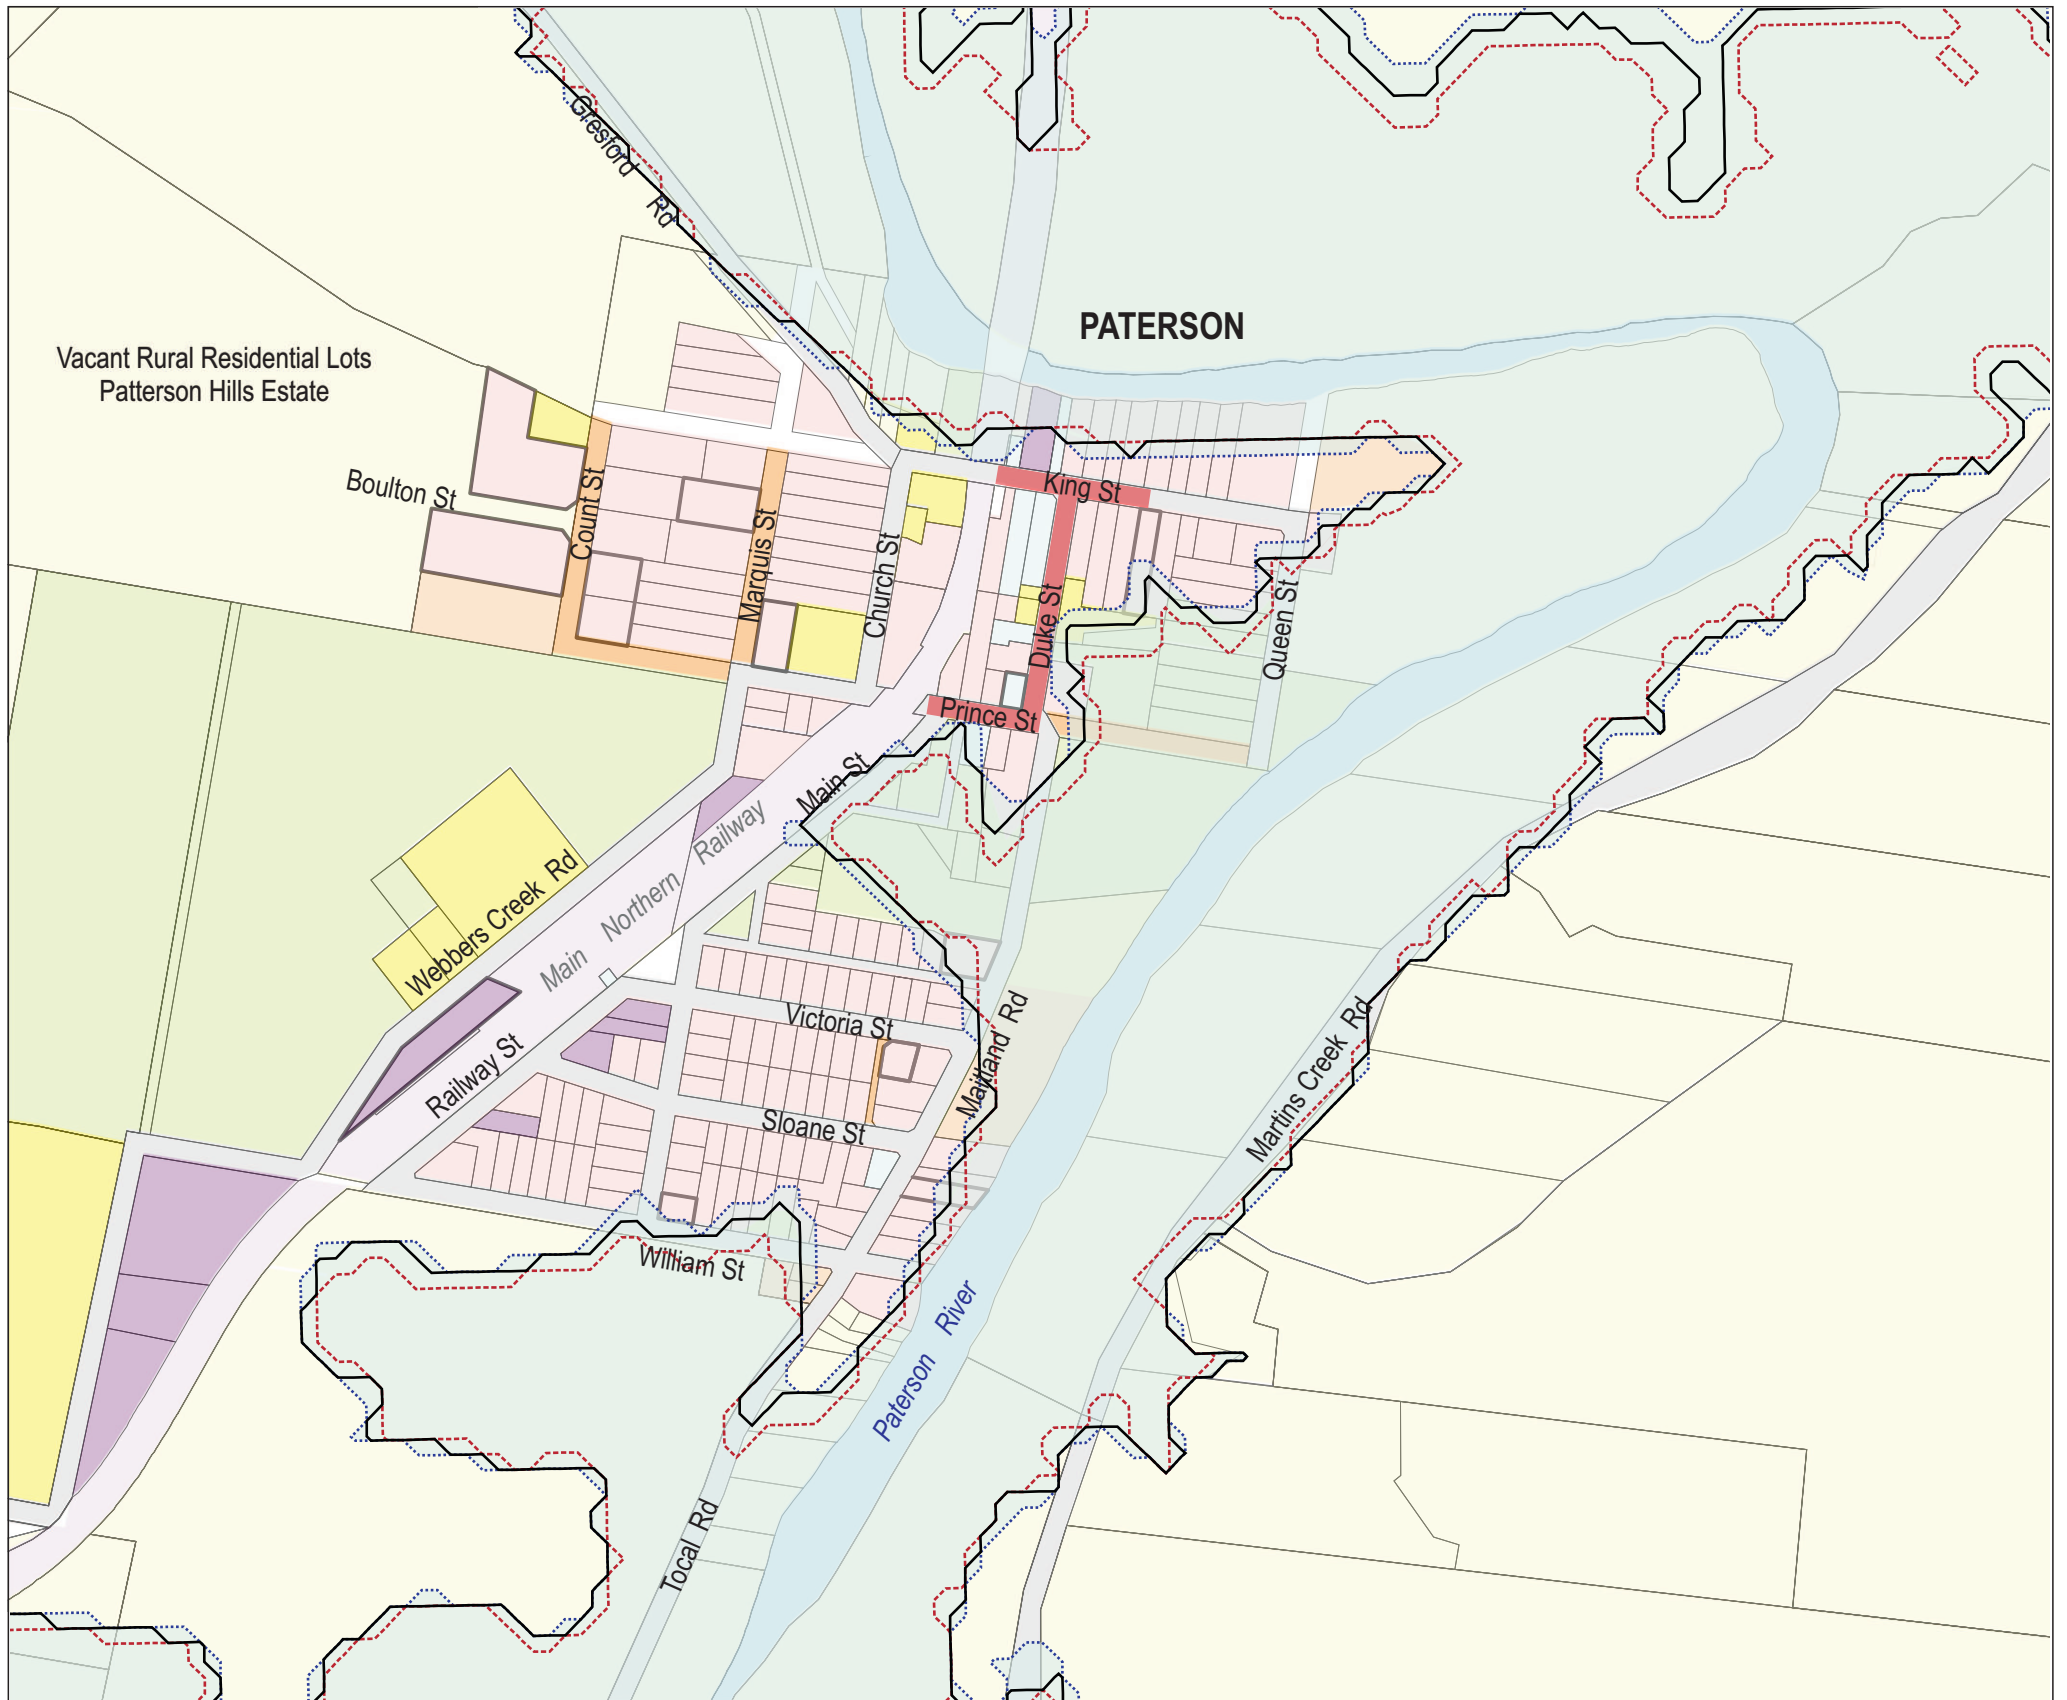 Gresford Rd
PATERSON
Vacant Rural Residential Lots
Patterson Hills Estate
Boulton St
Count St
Marquis St
Church St
King St
Duke St
Queen St
Prince St
Main St
Main Northern Railway
Webbers Creek Rd
Railway St
Victoria St
Maitland Rd
Sloane St
Martins Creek Rd
William St
Paterson River
Tocal Rd